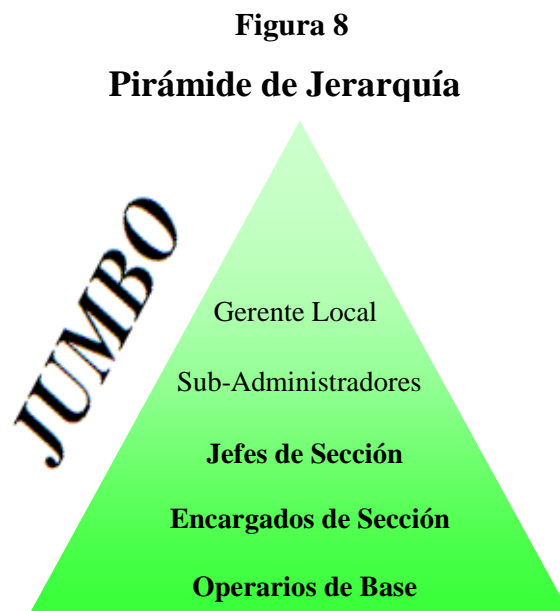 Figura 8
Pirámide de Jerarquía
JUMBO
Gerente Local
Sub-Administradores
Jefes de Sección
Encargados de Sección
Operarios de Base